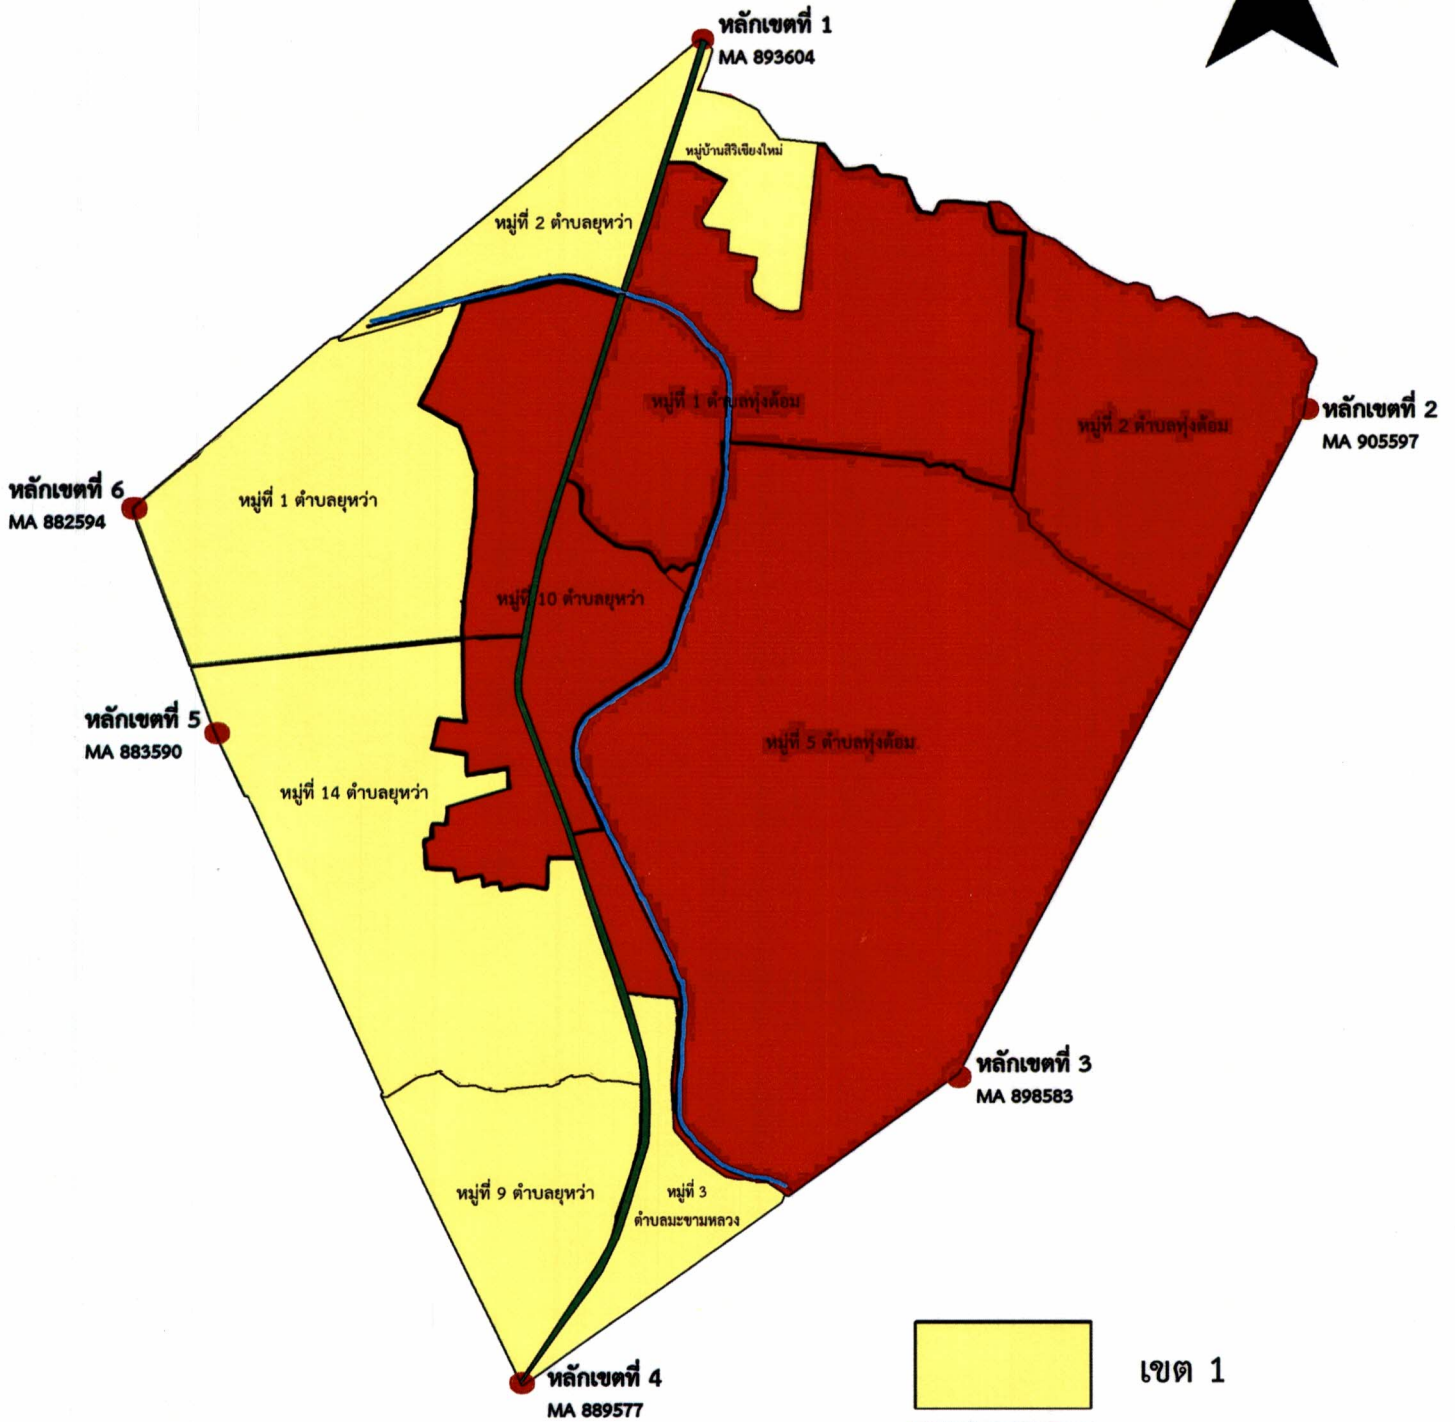 หลักเขตที่ 1
MA 893604
หมู่บ้านสิริเชียงใหม่
หมู่ที่ 2 ตำบลยุหว่า
หมู่ที่ 1 ตำบลทุ่งต้อม
หลักเขตที่ 2
MA 905597
หมู่ที่ 2 ตำบลทุ่งต้อม
หลักเขตที่ 6
MA 882594
หมู่ที่ 1 ตำบลยุหว่า
หมู่ที่ 10 ตำบลยุหว่า
หลักเขตที่ 5
MA 883590
หมู่ที่ 5 ตำบลทุ่งต้อม
หมู่ที่ 14 ตำบลยุหว่า
หลักเขตที่ 3
MA 898583
หมู่ที่ 9 ตำบลยุหว่า
หมู่ที่ 3
ตำบลมะขามหลวง
หลักเขตที่ 4
MA 889577
เขต 1